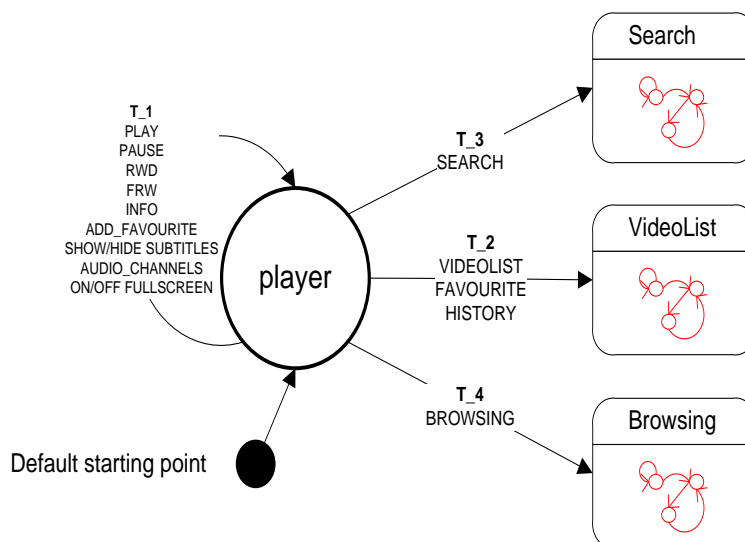 Search
T_1
PLAY
PAUSE
RWD
FRW
INFO
ADD_FAVOURITE
SHOW/HIDE SUBTITLES
AUDIO_CHANNELS
ON/OFF FULLSCREEN
T_3
SEARCH
player
T_2
VIDEOLIST
FAVOURITE
HISTORY
VideoList
T_4
BROWSING
Browsing
Default starting point